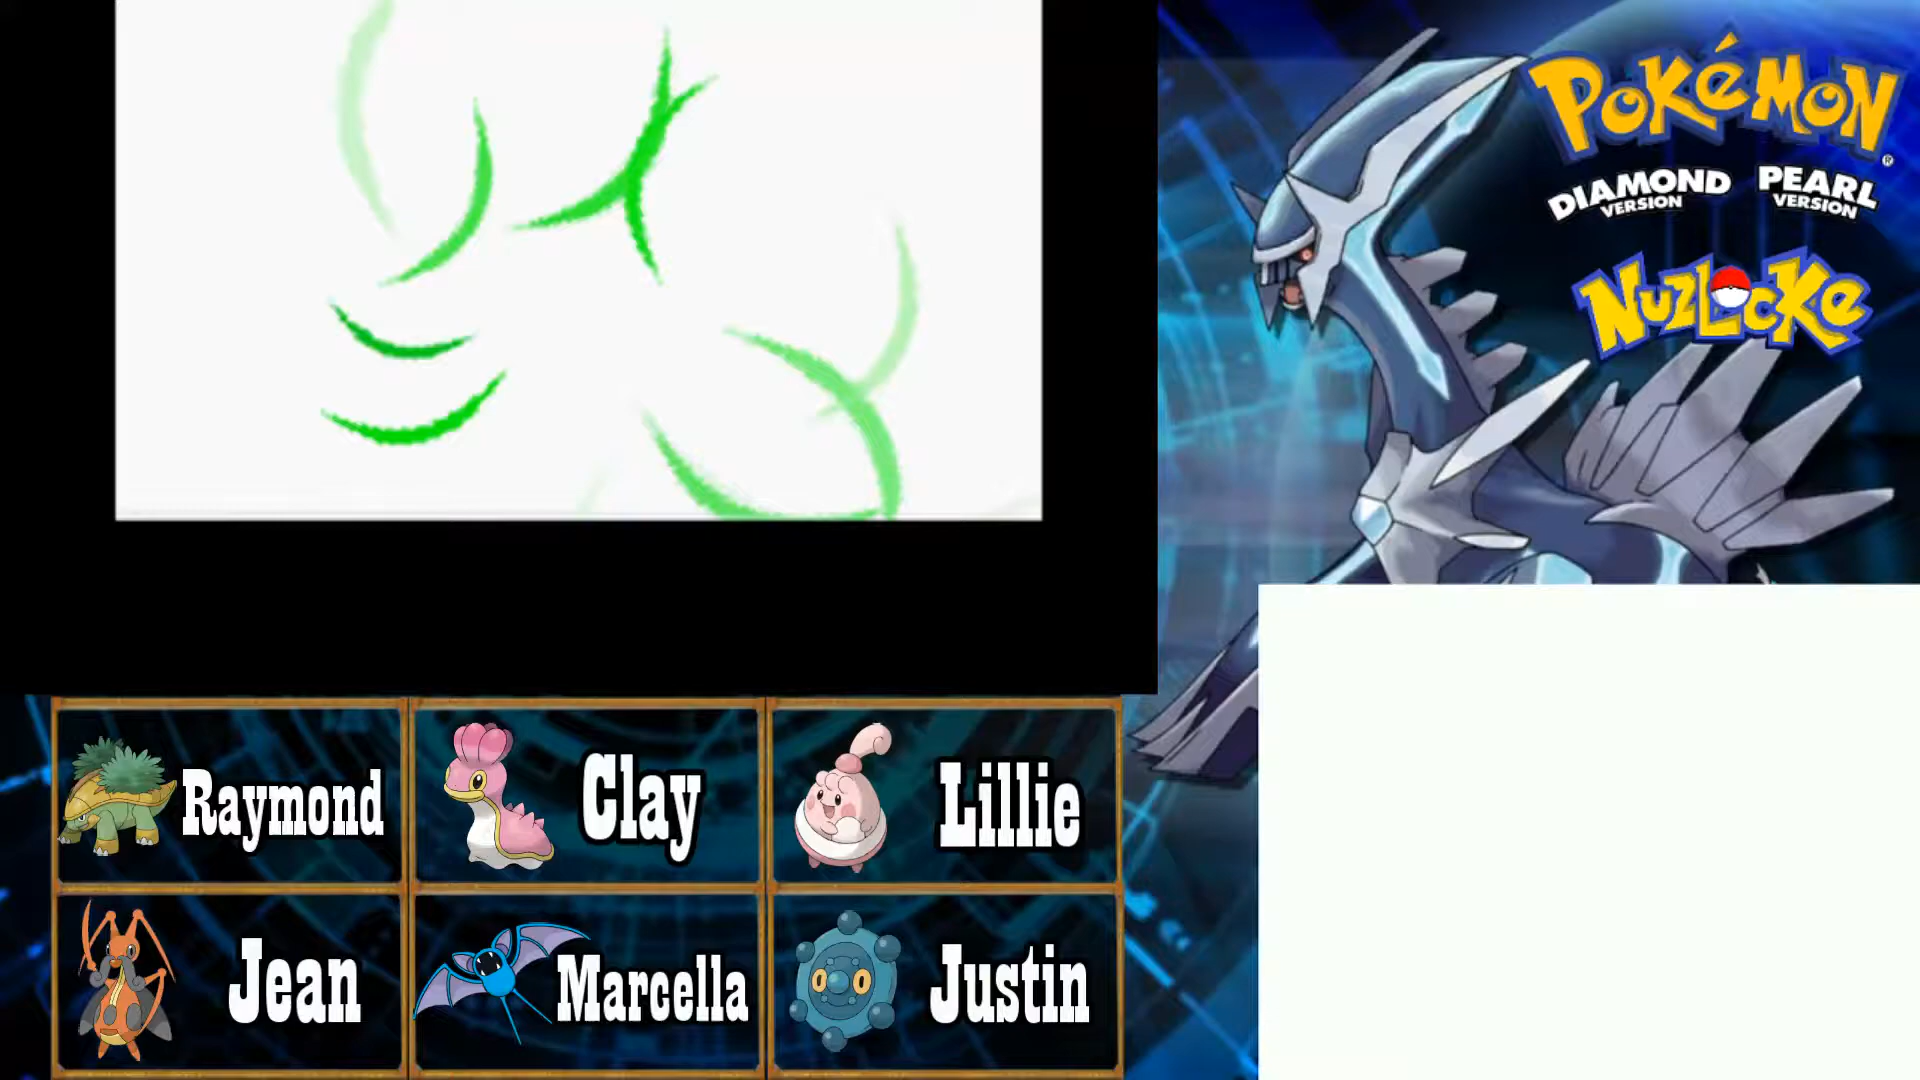 POKéMON
DIAMOND PEARL
VERSION VERSION
NUZLOCKe
Raymond Clay Lillie
Jean Marcella Justin